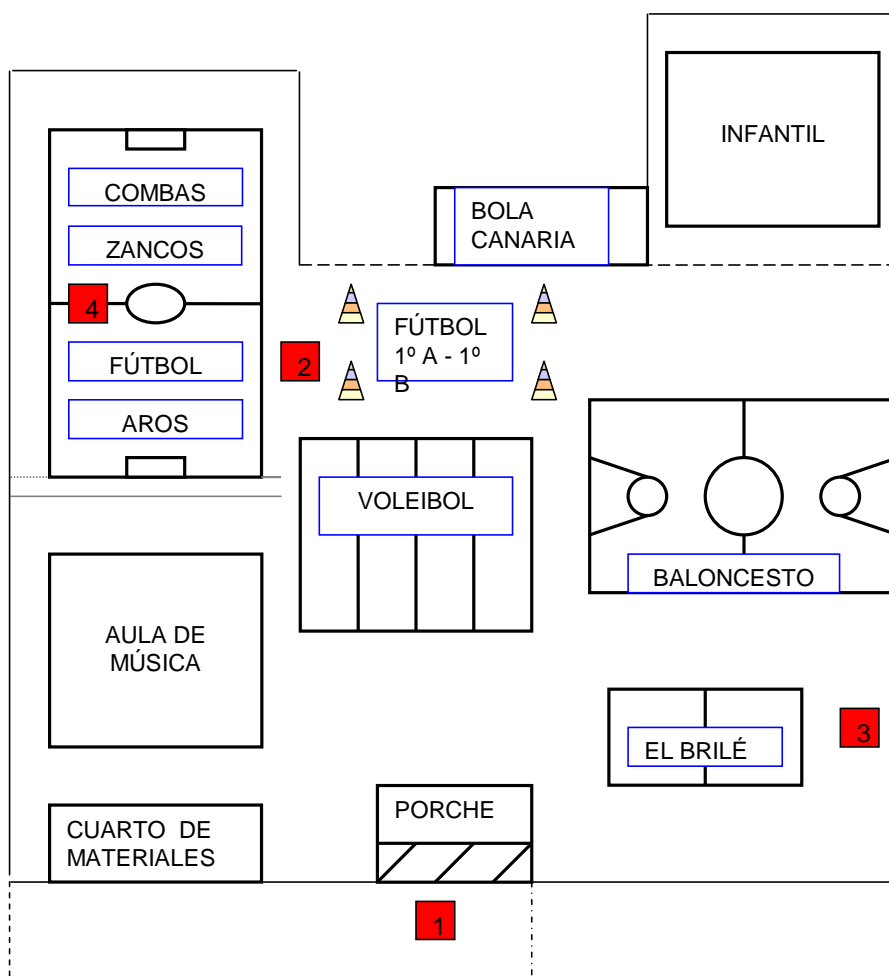 INFANTIL
COMBAS
BOLA
CANARIA
ZANCOS
4
FÚTBOL
1º A - 1º
B
2
FÚTBOL
AROS
VOLEIBOL
BALONCESTO
AULA DE
MÚSICA
3
EL BRILÉ
PORCHE
CUARTO DE
MATERIALES
1